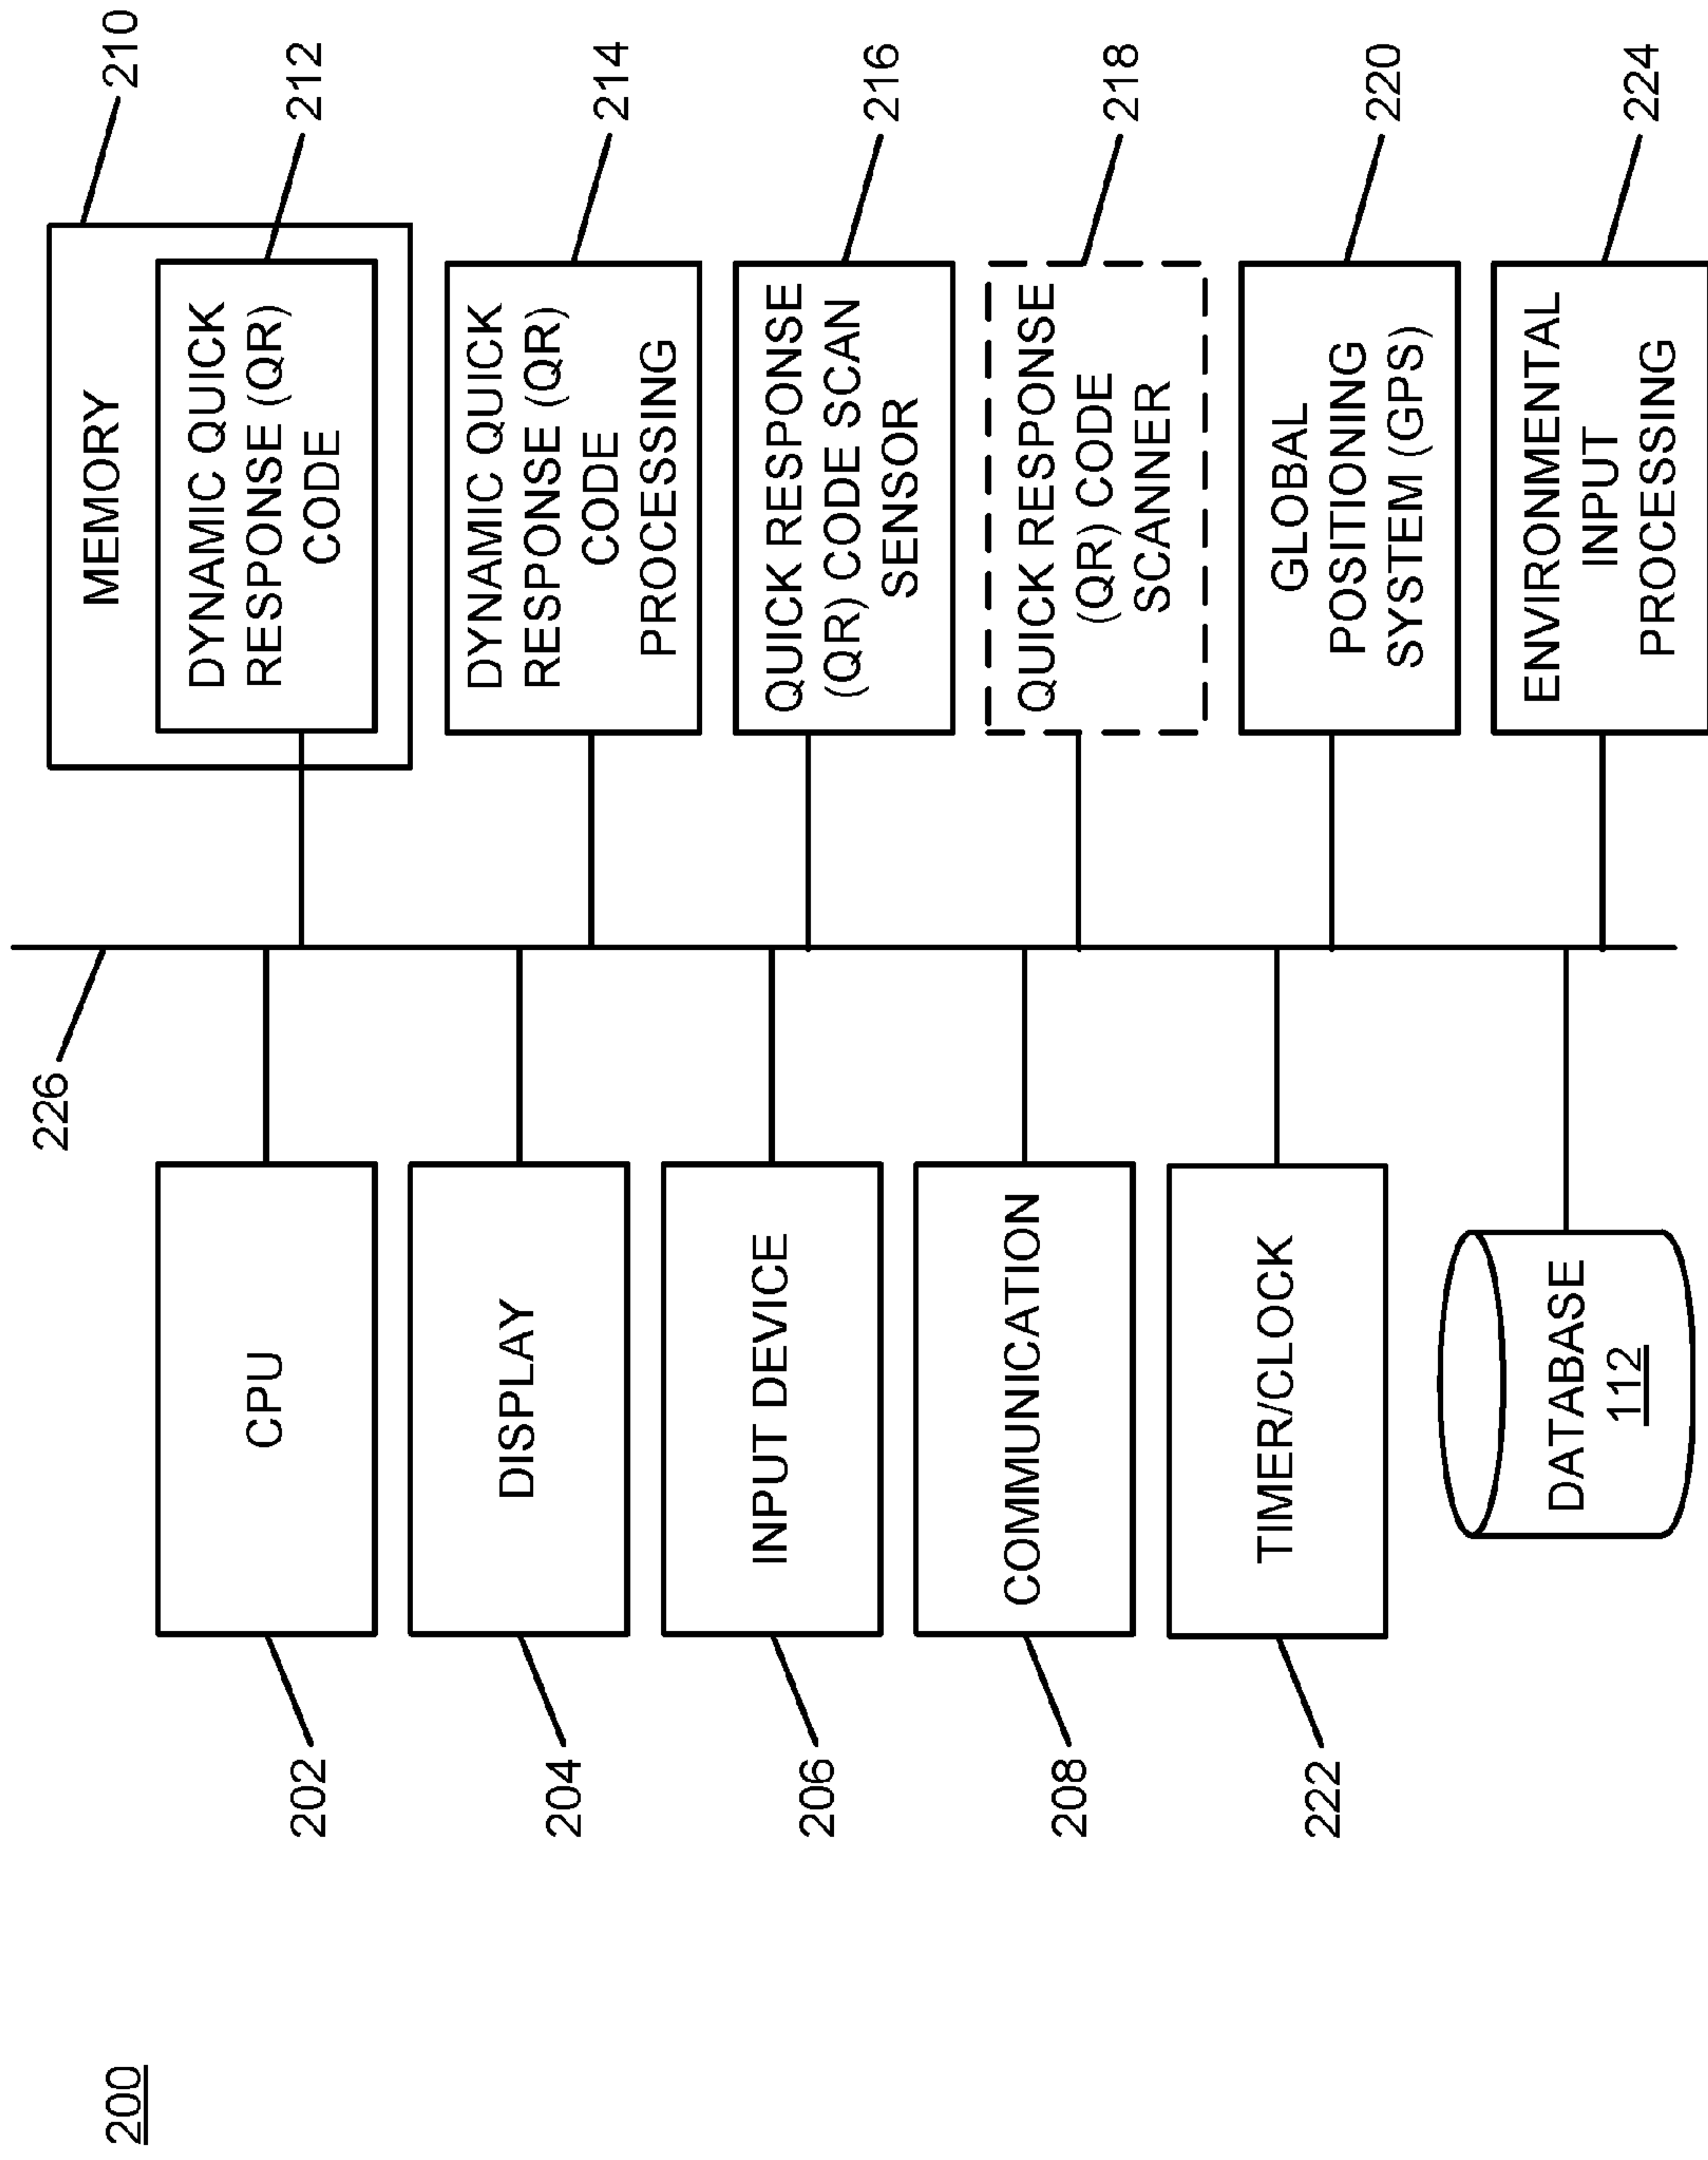 200
226
202
CPU
204
DISPLAY
206
INPUT DEVICE
208
COMMUNICATION
222
TIMER/CLOCK
DATABASE
112
210
MEMORY
212
DYNAMIC QUICK
RESPONSE (QR)
CODE
214
DYNAMIC QUICK
RESPONSE (QR)
CODE
PROCESSING
216
QUICK RESPONSE
(QR) CODE SCAN
SENSOR
218
QUICK RESPONSE
(QR) CODE
SCANNER
220
GLOBAL
POSITIONING
SYSTEM (GPS)
224
ENVIRONMENTAL
INPUT
PROCESSING